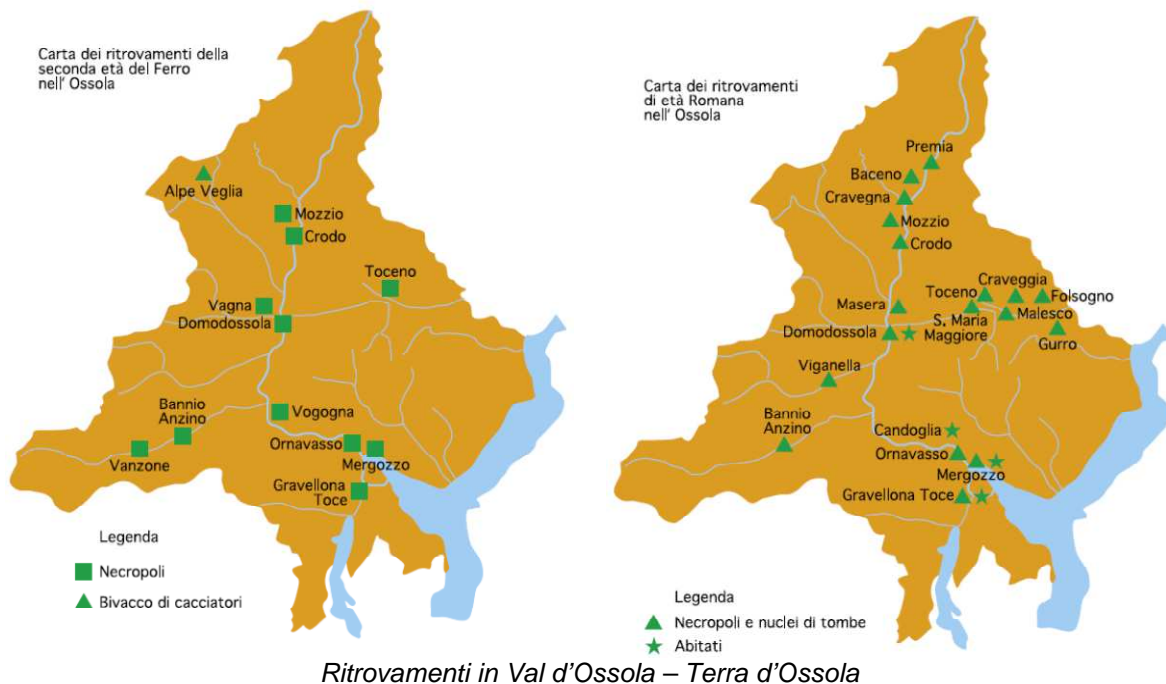 Carta dei ritrovamenti della
seconda età del Ferro
nell' Ossola
Alpe Veglia
Mozzio
Crodo
Toceno
Vagna
Domodossola
Vogogna
Bannio
Anzino
Vanzone
Ornavasso
Mergozzo
Gravellona
Toce
Legenda
Necropoli
Bivacco di cacciatori
Carta dei ritrovamenti
di età Romana
nell' Ossola
Premia
Baceno
Cravegna
Mozzio
Crodo
Masera
Toceno
Craveggia
Folsogno
Malesco
S. Maria
Maggiore
Gurro
Domodossola
Viganella
Bannio
Anzino
Candoglia
Ornavasso
Mergozzo
Gravellona Toce
Legenda
Necropoli e nuclei di tombe
Abitati
Ritrovamenti in Val d'Ossola – Terra d'Ossola